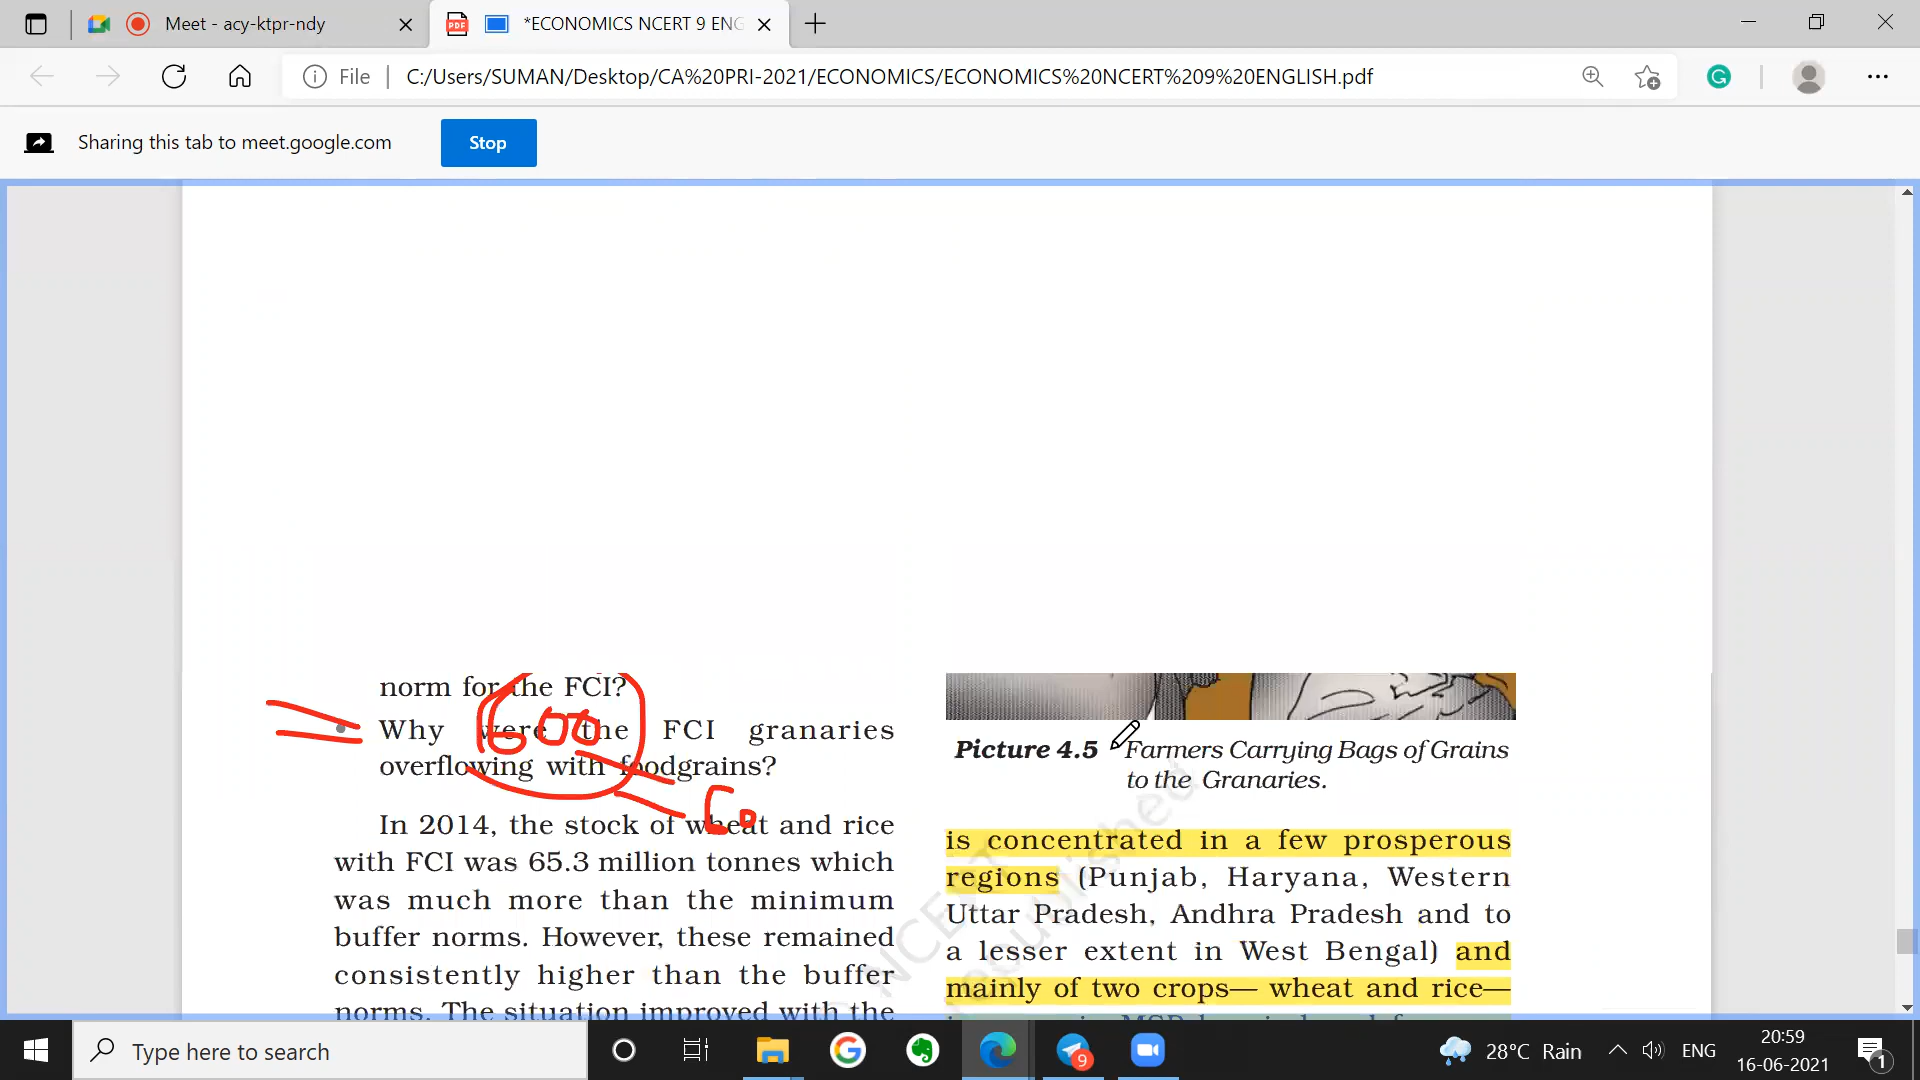 Meet - acy-ktpr-ndy
*ECONOMICS NCERT 9 ENG
File
C:/Users/SUMAN/Desktop/CA%20PRI-2021/ECONOMICS/ECONOMICS%20NCERT%209%20ENGLISH.pdf
Sharing this tab to meet.google.com
Stop
norm for the FCI?
600
Why were the FCI granaries
overflowing with foodgrains?
60
In 2014, the stock of wheat and rice
with FCI was 65.3 million tonnes which
was much more than the minimum
buffer norms. However, these remained
consistently higher than the buffer
norms. The situation improved with the
Picture 4.5 Farmers Carrying Bags of Grains
to the Granaries.
is concentrated in a few prosperous
regions (Punjab, Haryana, Western
Uttar Pradesh, Andhra Pradesh and to
a lesser extent in West Bengal) and
mainly of two crops— wheat and rice—
NCERT
republished
Type here to search
9
28°C Rain
ENG
20:59
16-06-2021
1